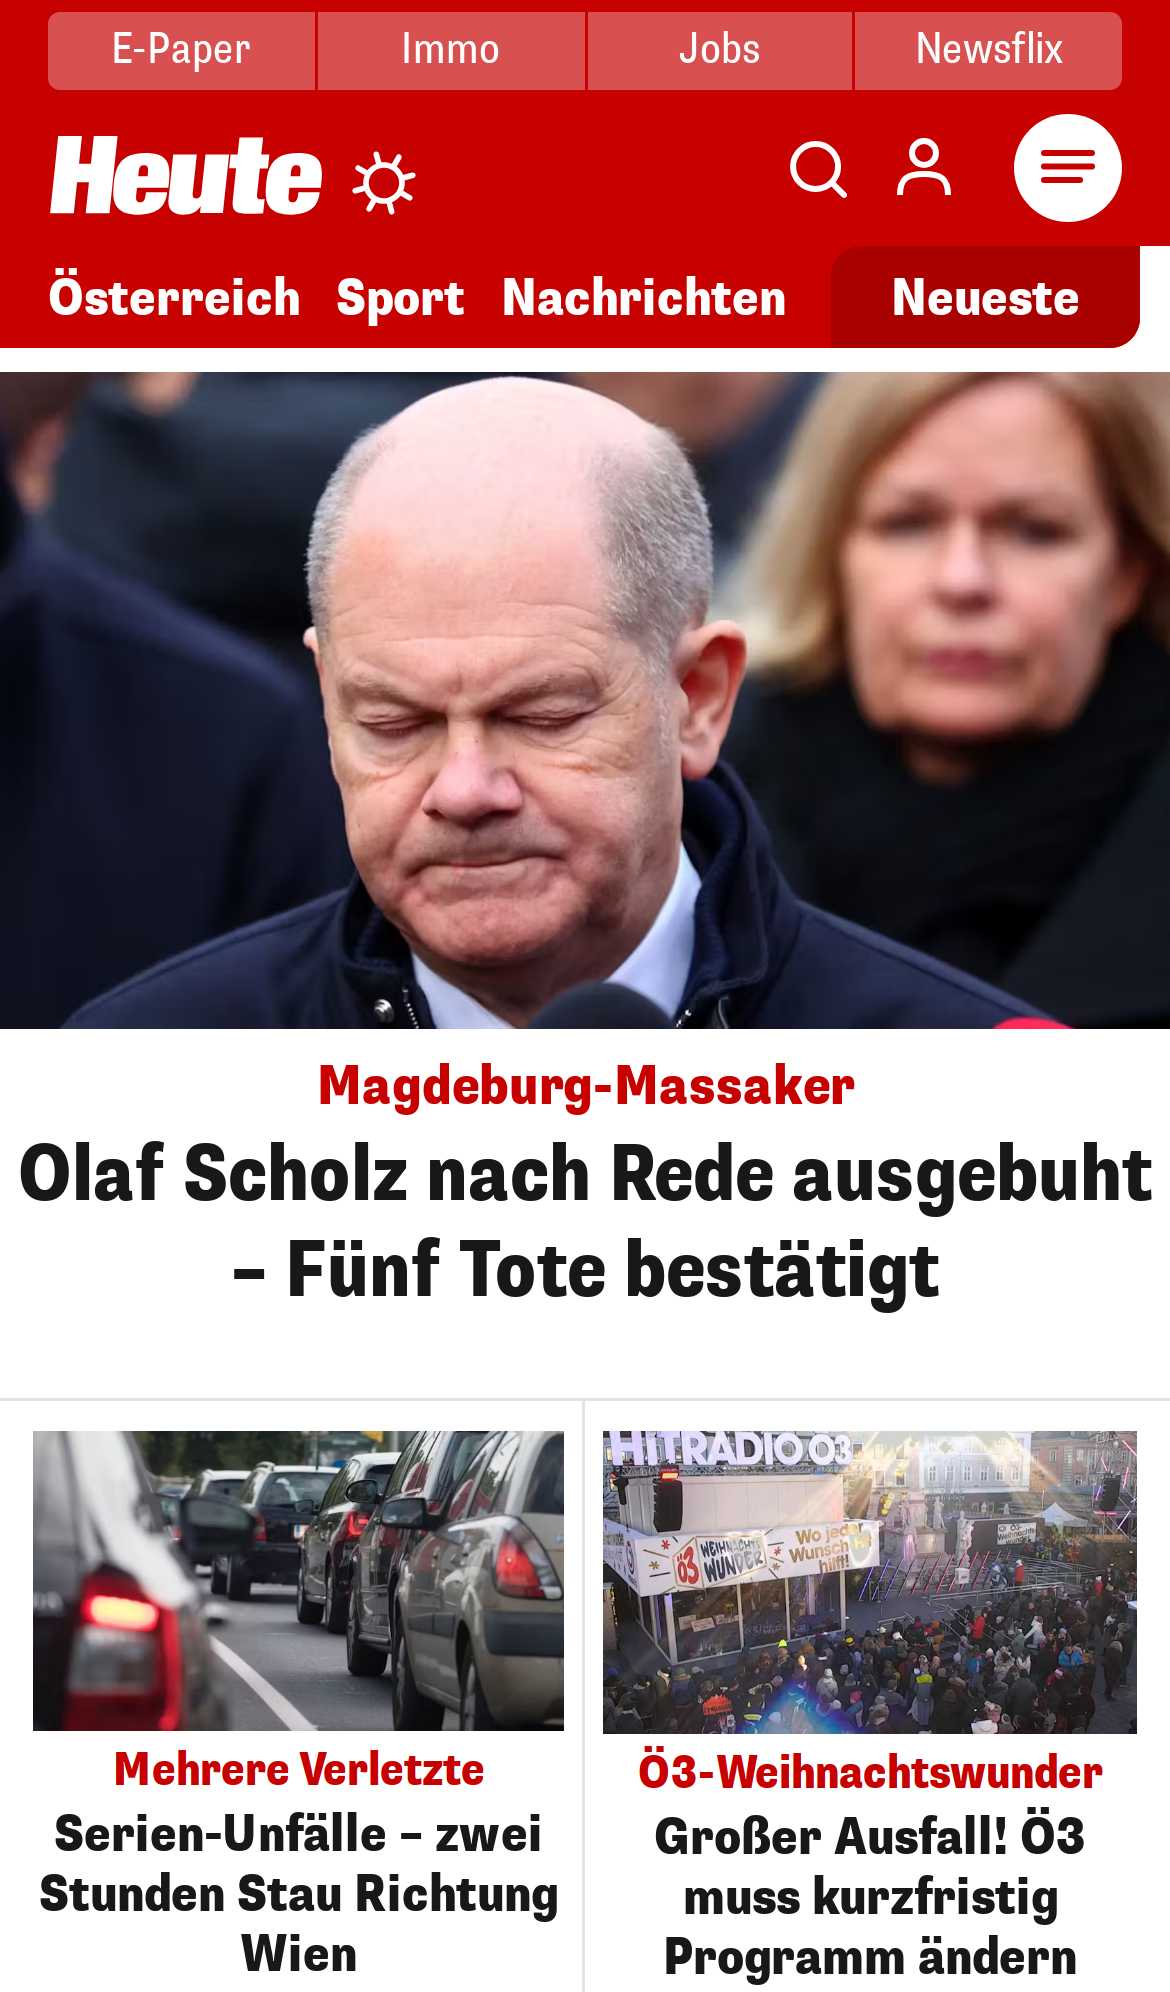 E-Paper
Immo
Jobs
Newsflix
Heute
Österreich
Sport
Nachrichten
Neueste
Magdeburg-Massaker
Olaf Scholz nach Rede ausgebuht
– Fünf Tote bestätigt
HITRADIO Ö3
Ö3
WEIHNACHTS
WUNDER
Wo jeder
Wunsch
hilft!
Mehrere Verletzte
Serien-Unfälle – zwei
Stunden Stau Richtung
Wien
Ö3-Weihnachtswunder
Großer Ausfall! Ö3
muss kurzfristig
Programm ändern